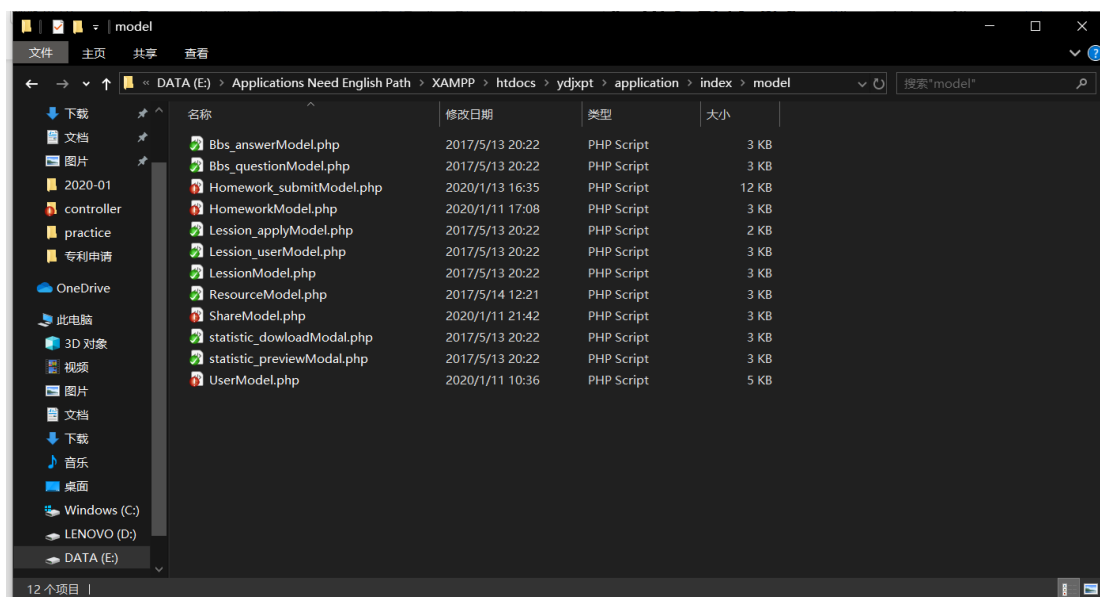 model
文件 主页 共享 查看
« DATA (E:) > Applications Need English Path > XAMPP > htdocs > ydjxpt > application > index > model
搜索"model"
下载
文档
图片
2020-01
controller
practice
专利申请
OneDrive
此电脑
3D 对象
视频
图片
文档
下载
音乐
桌面
Windows (C:)
LENOVO (D:)
DATA (E:)
名称 修改日期 类型 大小
Bbs_answerModel.php 2017/5/13 20:22 PHP Script 3 KB
Bbs_questionModel.php 2017/5/13 20:22 PHP Script 3 KB
Homework_submitModel.php 2020/1/13 16:35 PHP Script 12 KB
HomeworkModel.php 2020/1/11 17:08 PHP Script 3 KB
Lession_applyModel.php 2017/5/13 20:22 PHP Script 2 KB
Lession_userModel.php 2017/5/13 20:22 PHP Script 3 KB
LessionModel.php 2017/5/13 20:22 PHP Script 3 KB
ResourceModel.php 2017/5/14 12:21 PHP Script 3 KB
ShareModel.php 2020/1/11 21:42 PHP Script 3 KB
statistic_dowloadModal.php 2017/5/13 20:22 PHP Script 3 KB
statistic_previewModal.php 2017/5/13 20:22 PHP Script 3 KB
UserModel.php 2020/1/11 10:36 PHP Script 5 KB
12 个项目